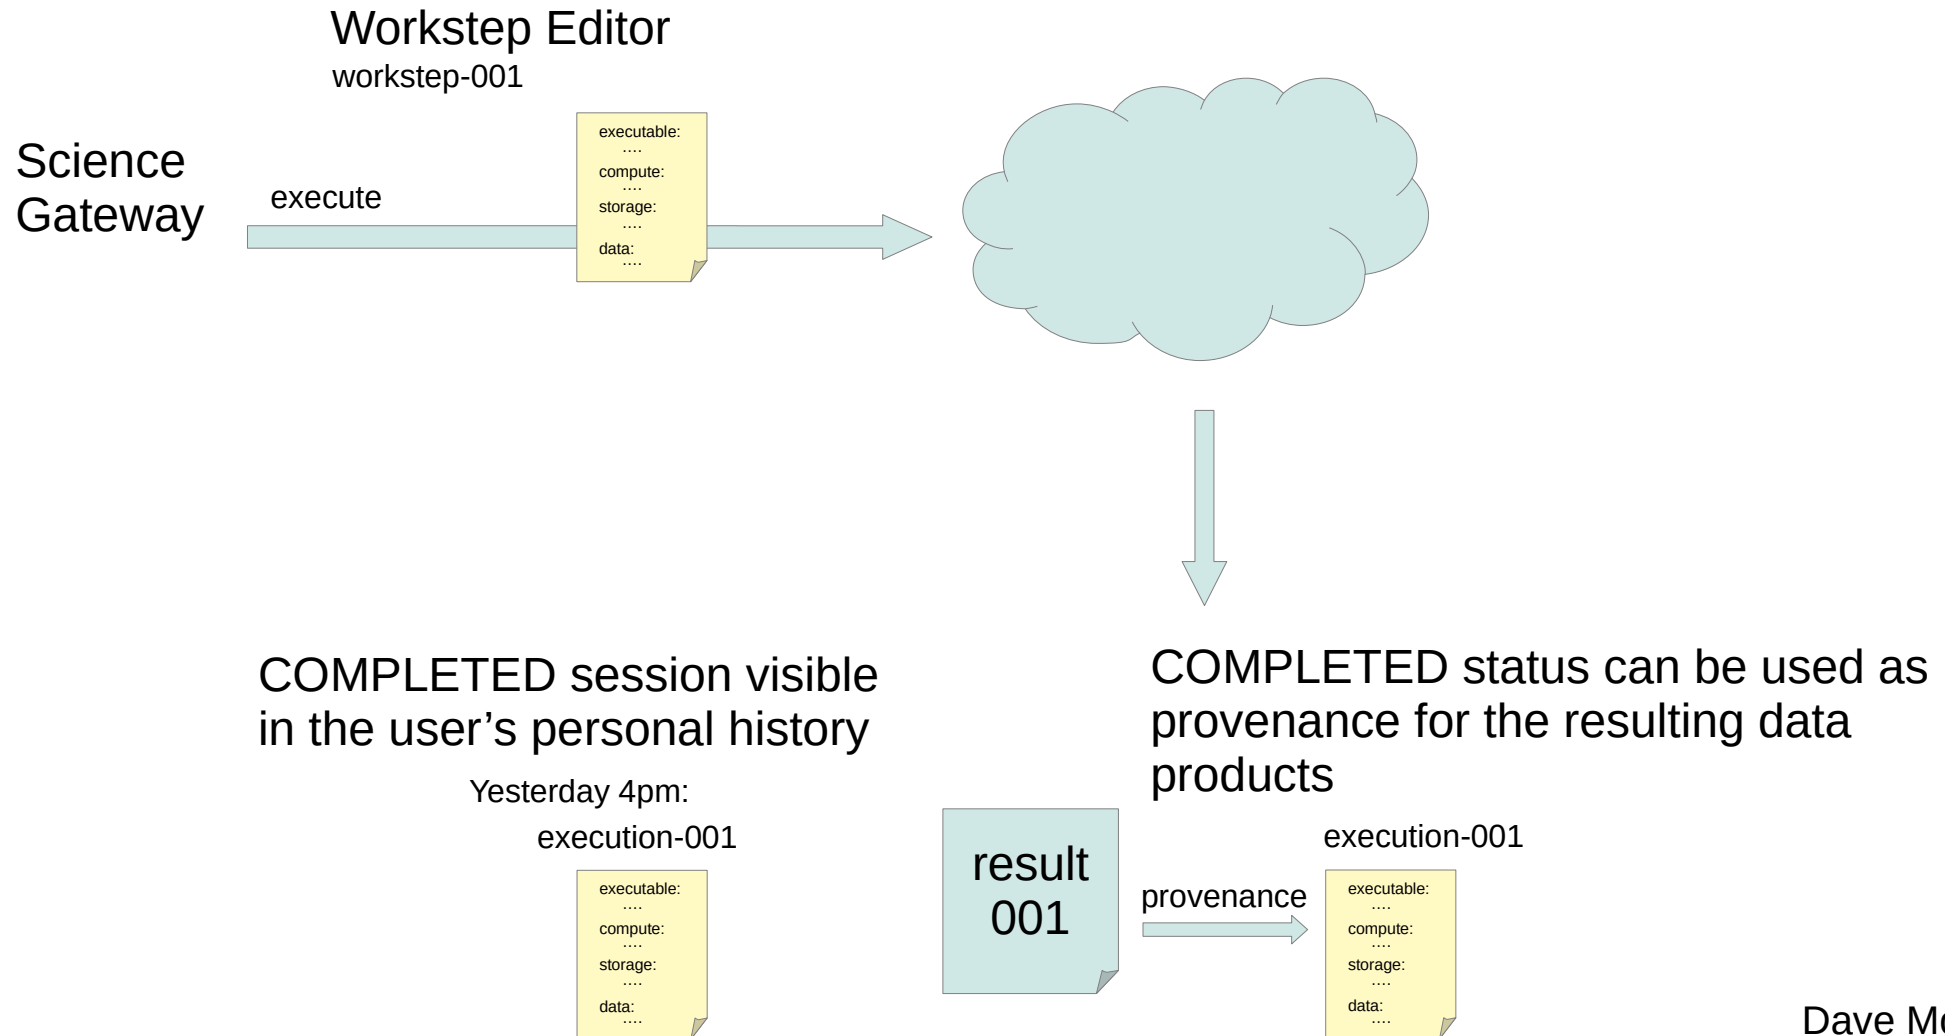 Workstep Editor
workstep-001
Science
Gateway
execute
executable:
....
compute:
....
storage:
....
data:
....
COMPLETED session visible
in the user’s personal history
Yesterday 4pm:
execution-001
executable:
....
compute:
....
storage:
....
data:
....
COMPLETED status can be used as
provenance for the resulting data
products
result
001
provenance
execution-001
executable:
....
compute:
....
storage:
....
data:
....
Dave